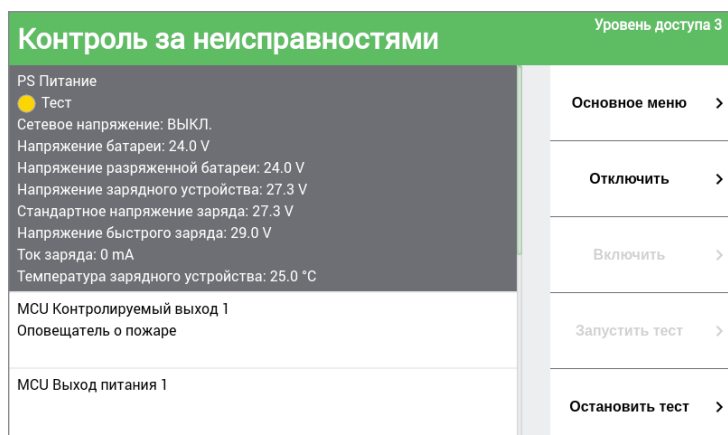 Контроль за неисправностями
Уровень доступа 3
PS Питание
Тест
Сетевое напряжение: ВЫКЛ.
Напряжение батареи: 24.0 V
Напряжение разряженной батареи: 24.0 V
Напряжение зарядного устройства: 27.3 V
Стандартное напряжение заряда: 27.3 V
Напряжение быстрого заряда: 29.0 V
Ток заряда: 0 mA
Температура зарядного устройства: 25.0 °C
MCU Контролируемый выход 1
Оповещатель о пожаре
MCU Выход питания 1
Основное меню
Отключить
Включить
Запустить тест
Остановить тест